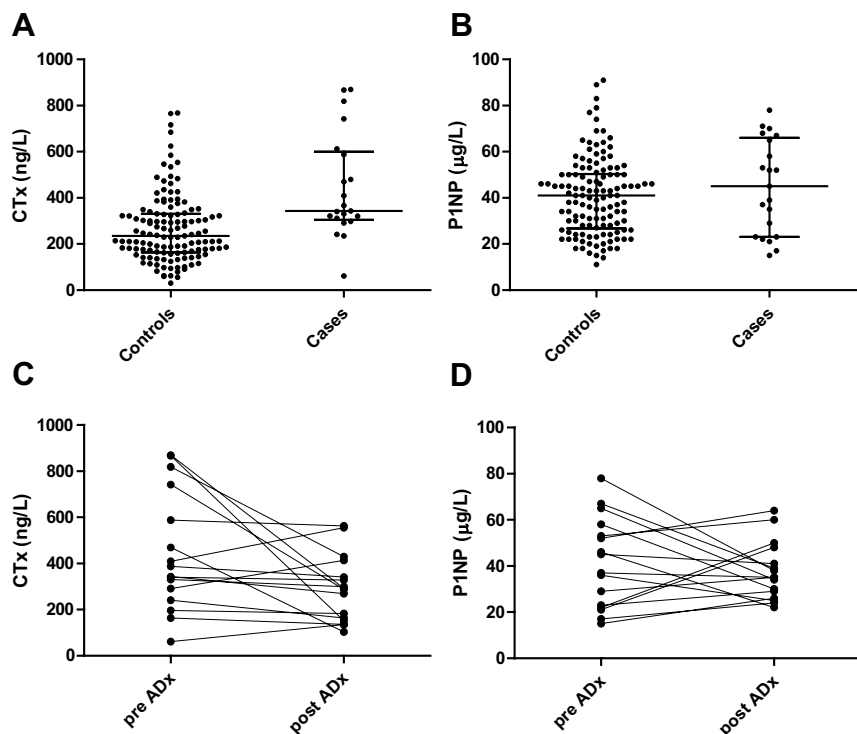 A
CTx (ng/L)
1000
800
600
400
200
0
Controls
Cases
B
P1NP (μg/L)
100
80
60
40
20
0
Controls
Cases
C
CTx (ng/L)
1000
800
600
400
200
0
pre ADx
post ADx
D
P1NP (μg/L)
100
80
60
40
20
0
pre ADx
post ADx